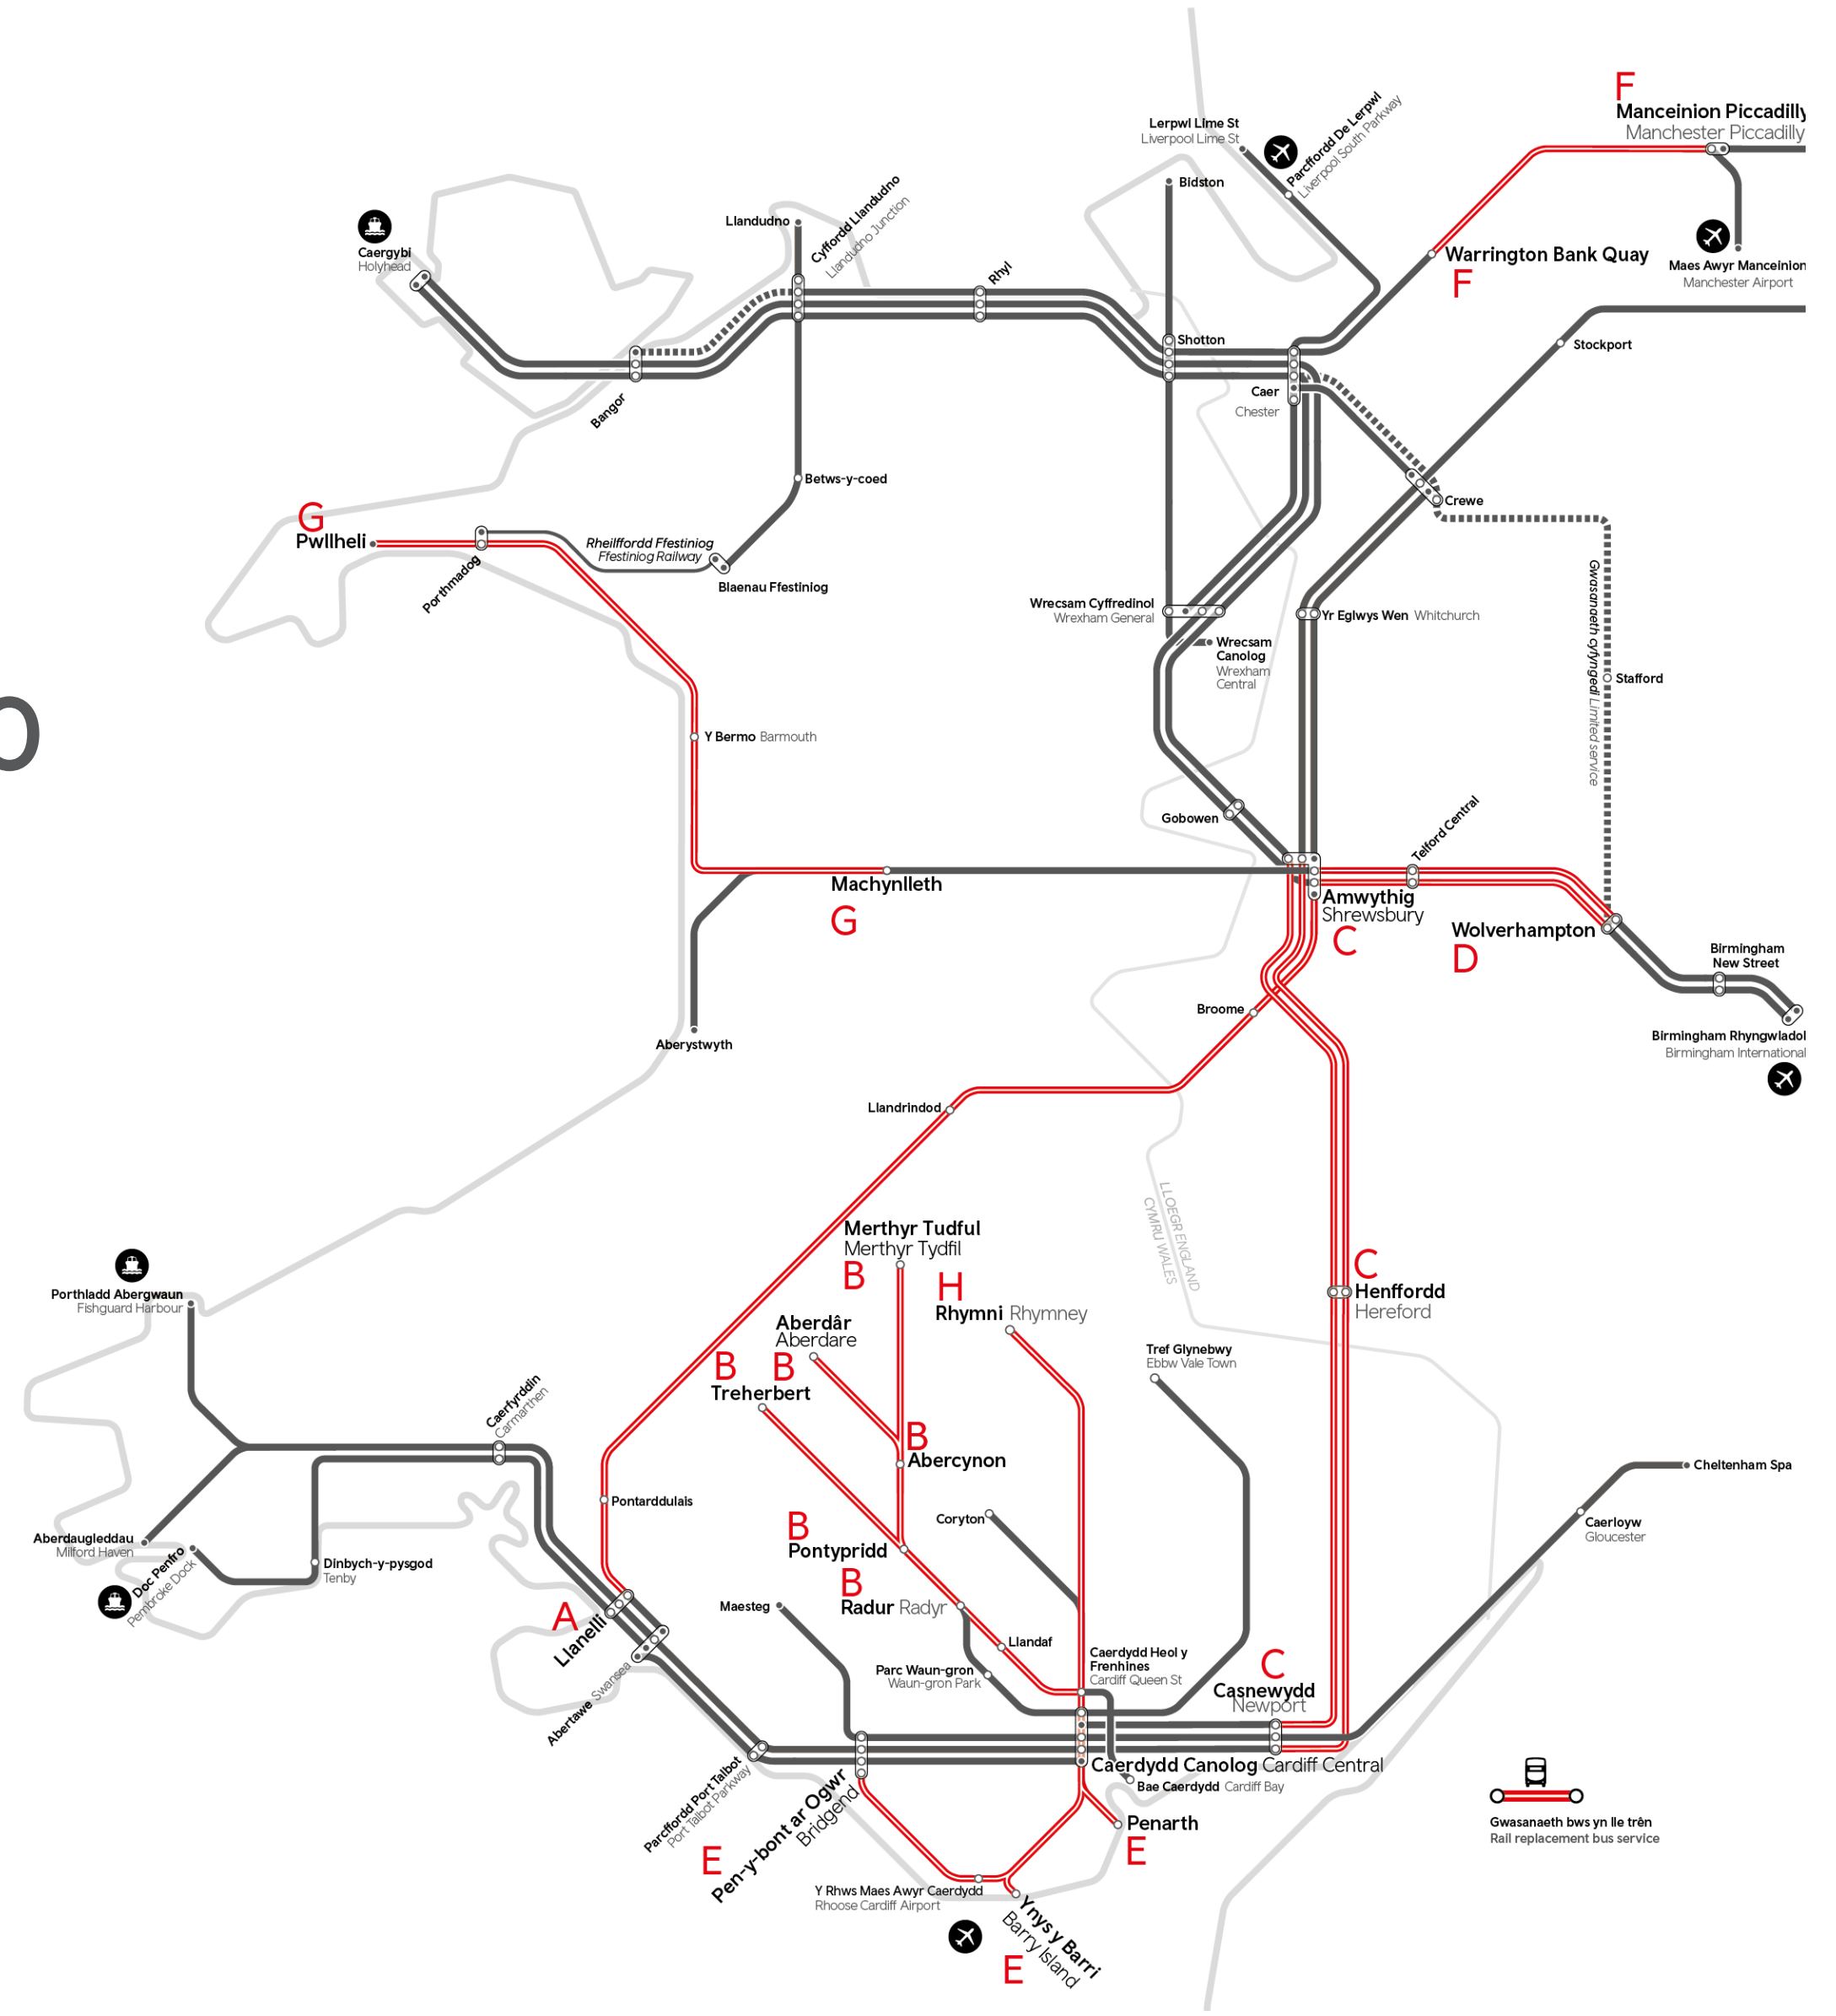 F
Manceinion Piccadilly
Manchester Piccadilly
Lerpwl Lime St
Liverpool Lime St
Parcffordd De Lerpwl
Liverpool South Parkway
Bidston
Llandudno
Cyffordd Llandudno
Llandudno Junction
Caergybi
Holyhead
Rhyl
Warrington Bank Quay
F
Maes Awyr Manceinion
Manchester Airport
Shotton
Stockport
Bangor
Caer
Chester
Betws-y-coed
Crewe
G
Pwllheli
Porthmadog
Rheilffordd Ffestiniog
Ffestiniog Railway
Blaenau Ffestiniog
Wrecsam Cyffredinol
Wrexham General
Yr Eglwys Wen Whitchurch
Wrecsam
Canolog
Wrexham
Central
Gwasanaeth cyfyngedi Limited service
Stafford
O
Y Bermo Barmouth
Gobowen
Telford Central
Machynlleth
G
Amwythig
Shrewsbury
C
Wolverhampton
D
Birmingham
New Street
Broome
Birmingham Rhyngwladol
Birmingham International
Aberystwyth
Llandrindod
LLOEGR ENGLAND
CYMRU WALES
Merthyr Tudful
Merthyr Tydfil
B
H
Rhymni Rhymney
C
Henffordd
Hereford
Porthladd Abergwaun
Fishguard Harbour
Aberdâr
Aberdare
B
B
Treherbert
Tref Glynebwy
Ebbw Vale Town
Caerfyrddin
Carmarthen
B
Abercynon
Cheltenham Spa
Pontarddulais
Coryton
Caerloyw
Gloucester
Aberdaugleddau
Milford Haven
Doc Penfro
Pembroke Dock
Dinbych-y-pysgod
Tenby
B
Pontypridd
B
Radur Radyr
A
Llanelli
Maesteg
Llandaf
Parc Waun-gron
Waun-gron Park
Caerdydd Heol y
Frenhines
Cardiff Queen St
C
Casnewydd
Newport
Abertawe Swansea
Parcffordd Port Talbot
Port Talbot Parkway
Caerdydd Canolog Cardiff Central
Bae Caerdydd Cardiff Bay
Pen-y-bont ar Ogwr
Bridgend
E
Penarth
E
Y Rhws Maes Awyr Caerdydd
Rhoose Cardiff Airport
Ynys y Barri
Barry Island
E
Gwasanaeth bws yn lle trên
Rail replacement bus service